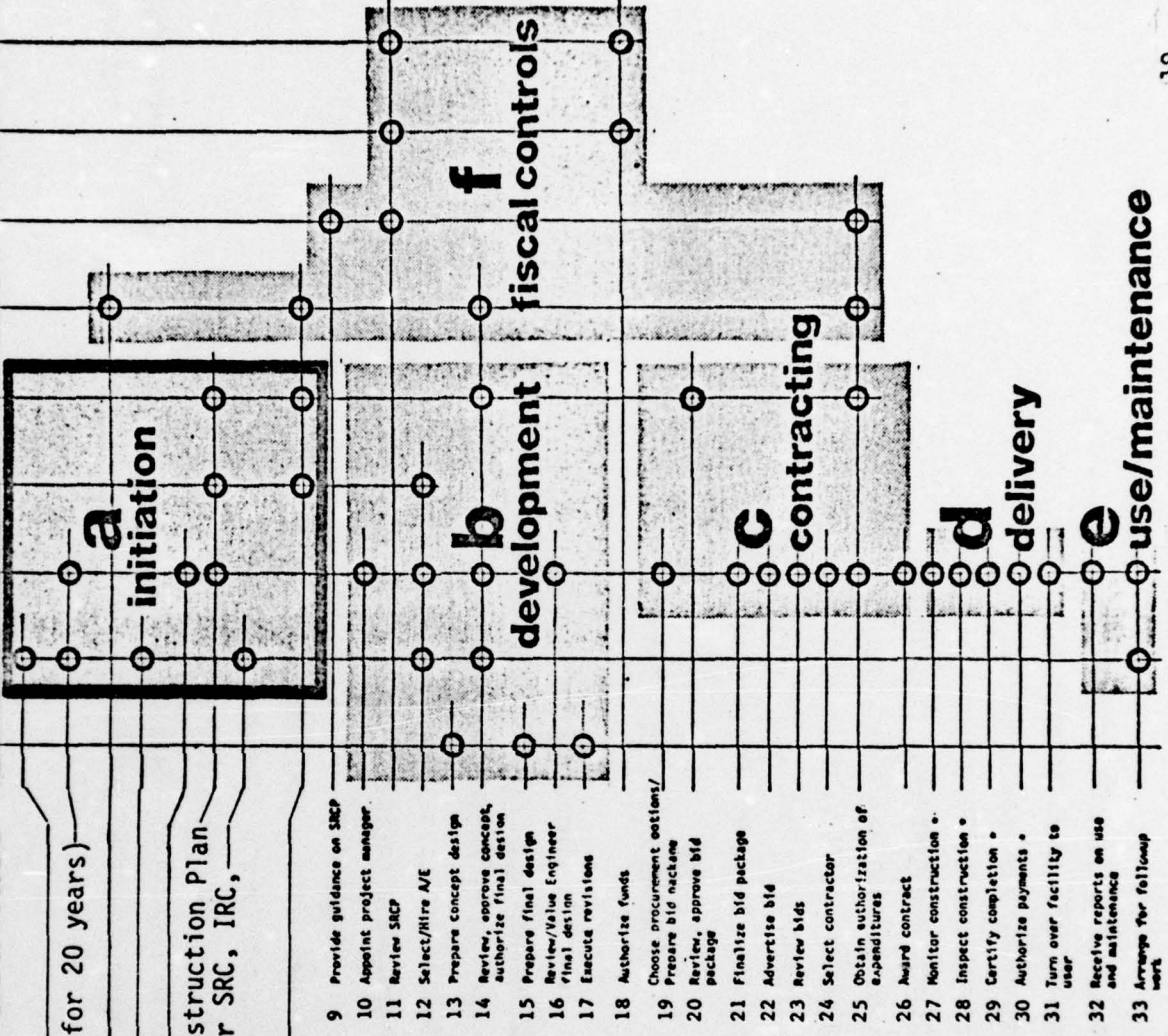 for 20 years)
struction Plan
r SRC, IRC,
a
initiation
b
development
c
contracting
d
delivery
e
use/maintenance
f
fiscal controls
9 Provide guidance on SRCP
10 Appoint project manager
11 Review SRCP
12 Select/Hire A/E
13 Prepare concept design
14 Review, approve concept,
authorize final design
15 Prepare final design
16 Review/Value Engineer
final design
17 Execute revisions
18 Authorize funds
Choose procurement options/
19 Prepare bid package
20 Review, approve bid
package
21 Finalize bid package
22 Advertise bid
23 Review bids
24 Select contractor
25 Obtain authorization of
expenditures
26 Award contract
27 Monitor construction •
28 Inspect construction •
29 Certify completion •
30 Authorize payments •
31 Turn over facility to
user
32 Receive reports on use
and maintenance
33 Arrange for followup
work